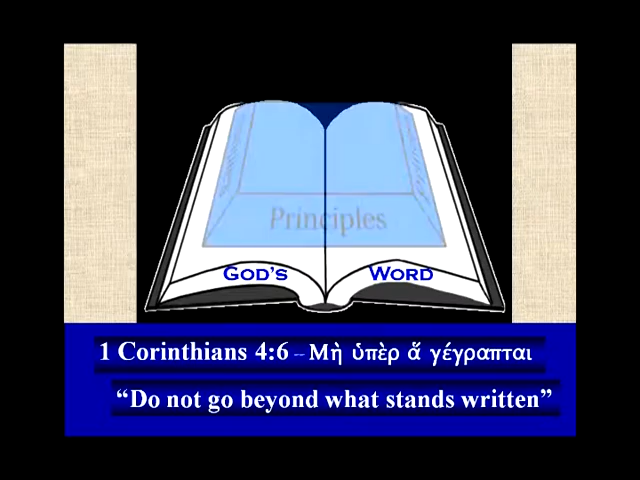 Principles
GOD'S WORD
1 Corinthians 4:6 – Μὴ ὑπὲρ ἅ γέγραπται
“Do not go beyond what stands written”